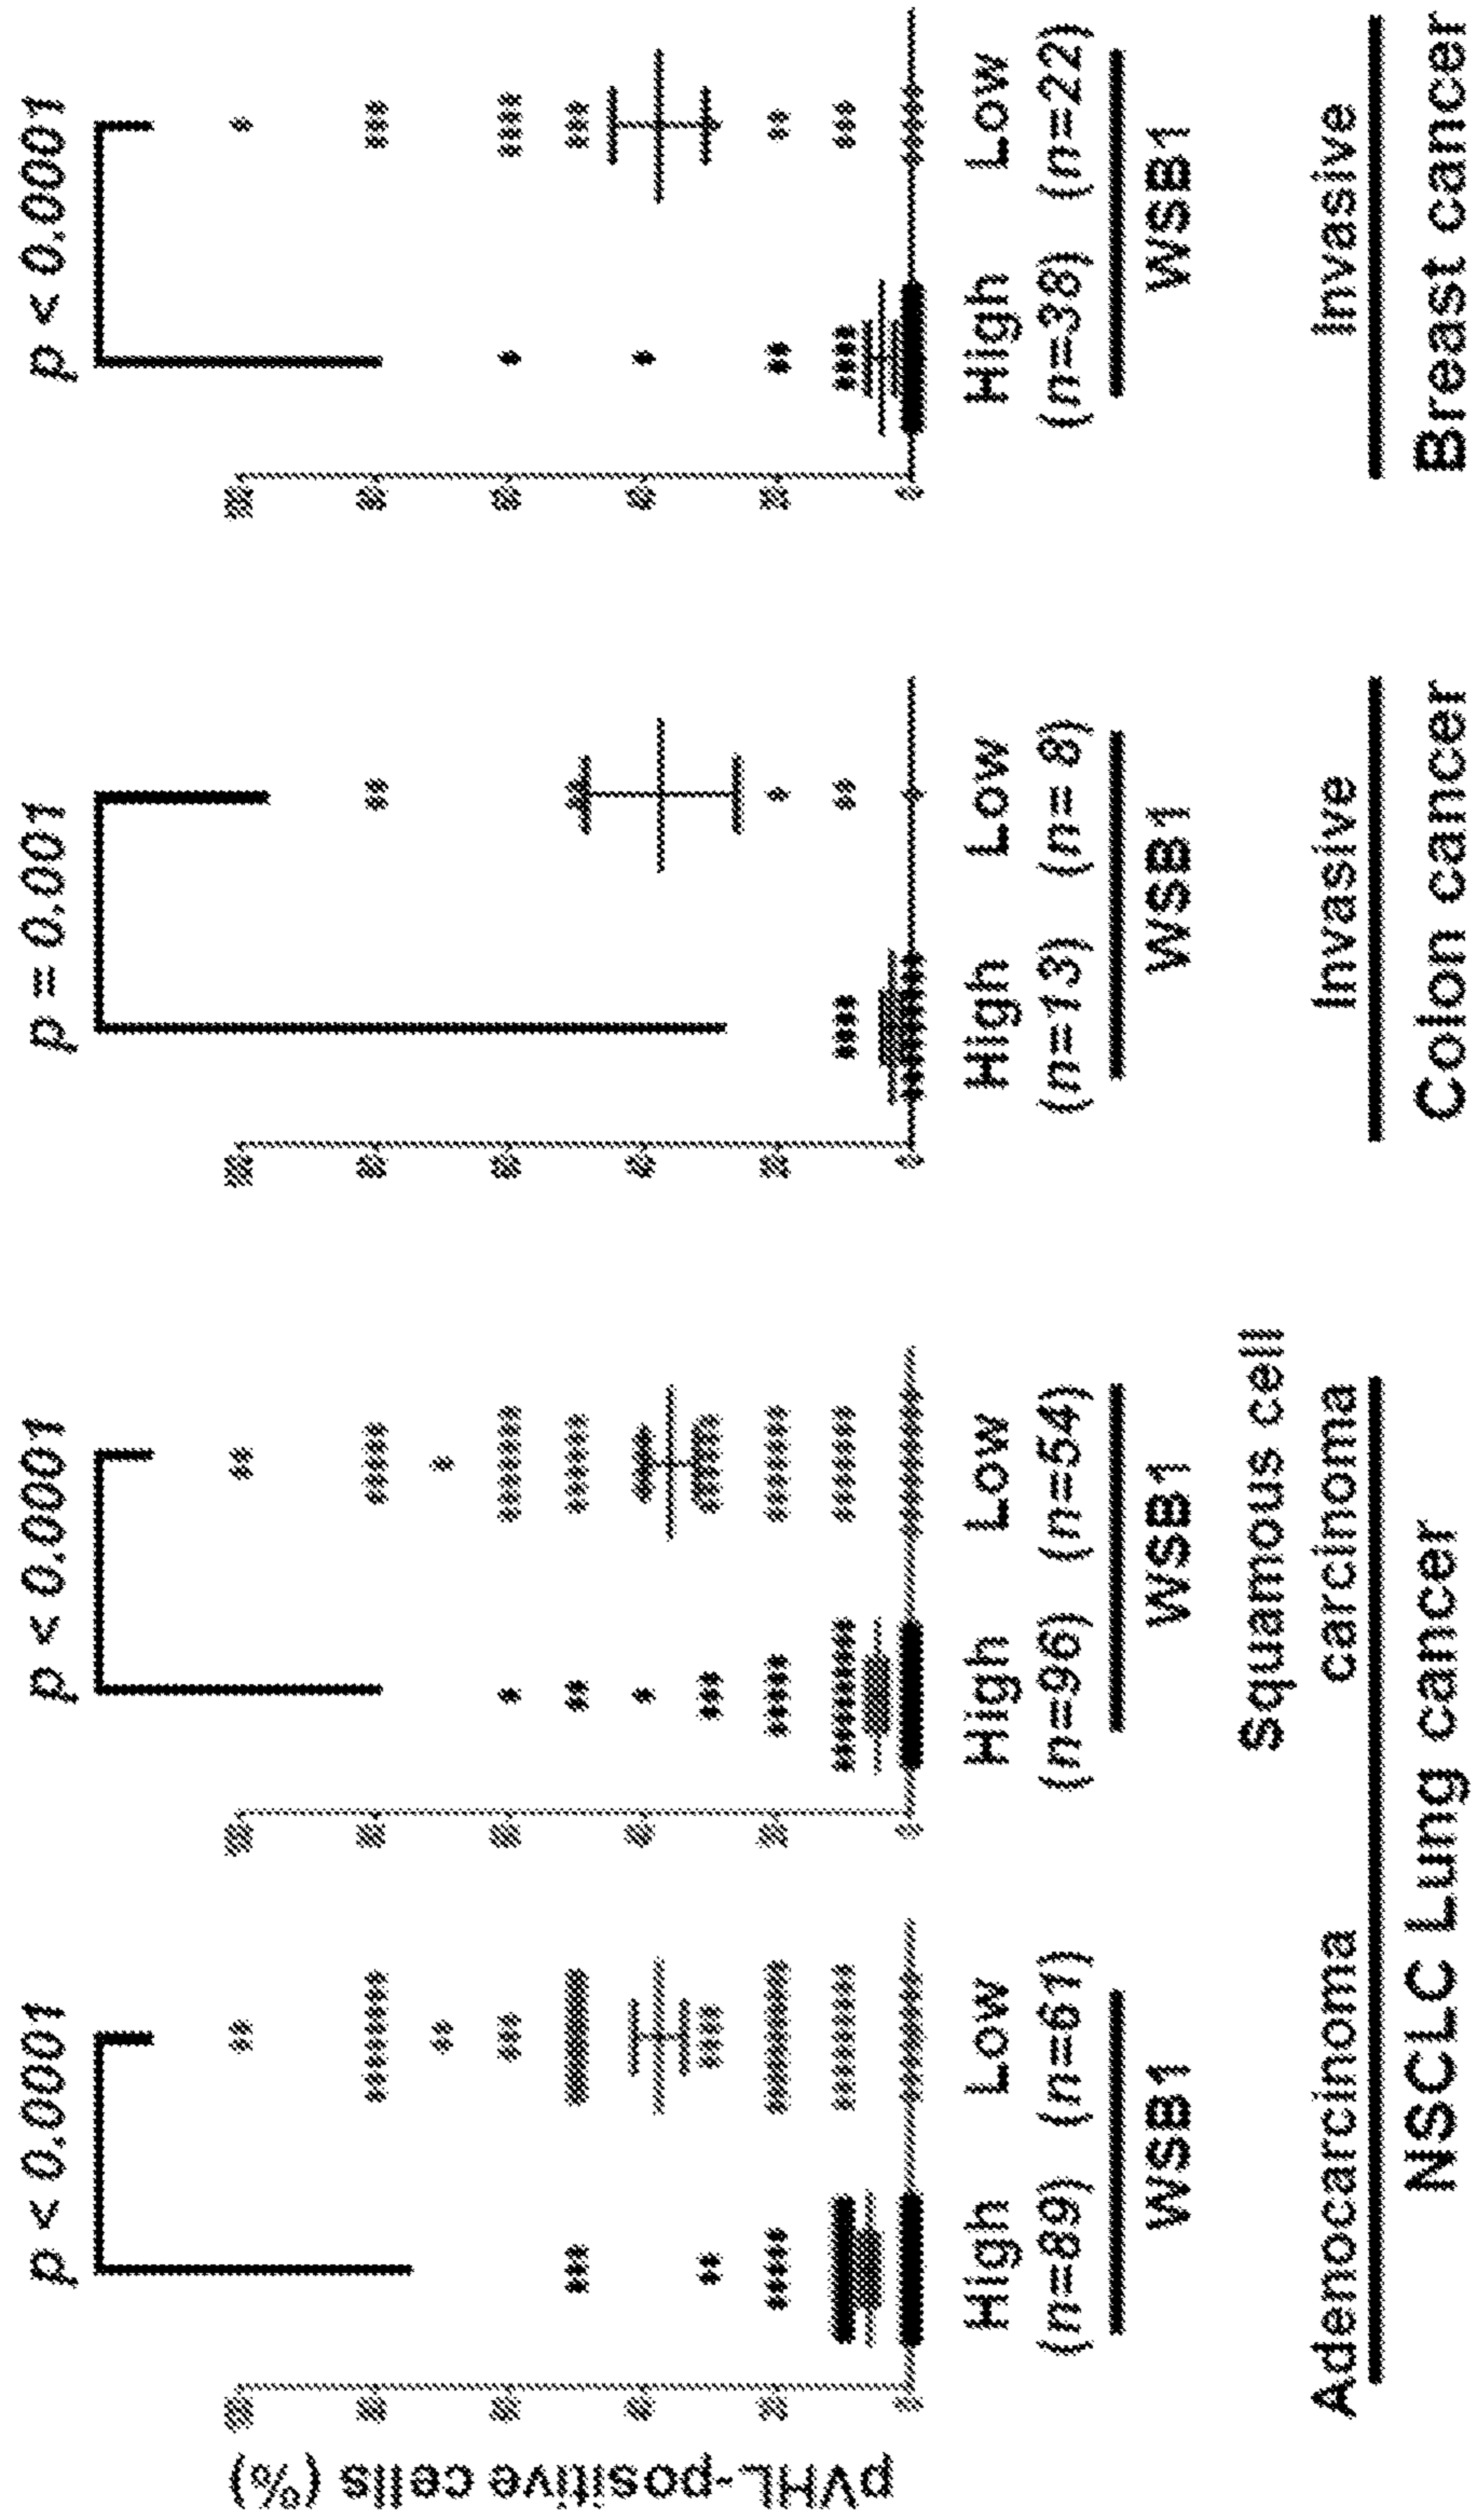 pVHL-positive cells (%)
p < 0.0001
High Low
(n=89) (n=61)
WSB1
Adenocarcinoma
p < 0.0001
High Low
(n=96) (n=54)
WSB1
Squamous cell
carcinoma
NSCLC Lung cancer
p = 0.001
High Low
(n=13) (n= 8)
WSB1
Invasive
Colon cancer
p < 0.0001
High Low
(n=38) (n=22)
WSB1
Invasive
Breast cancer